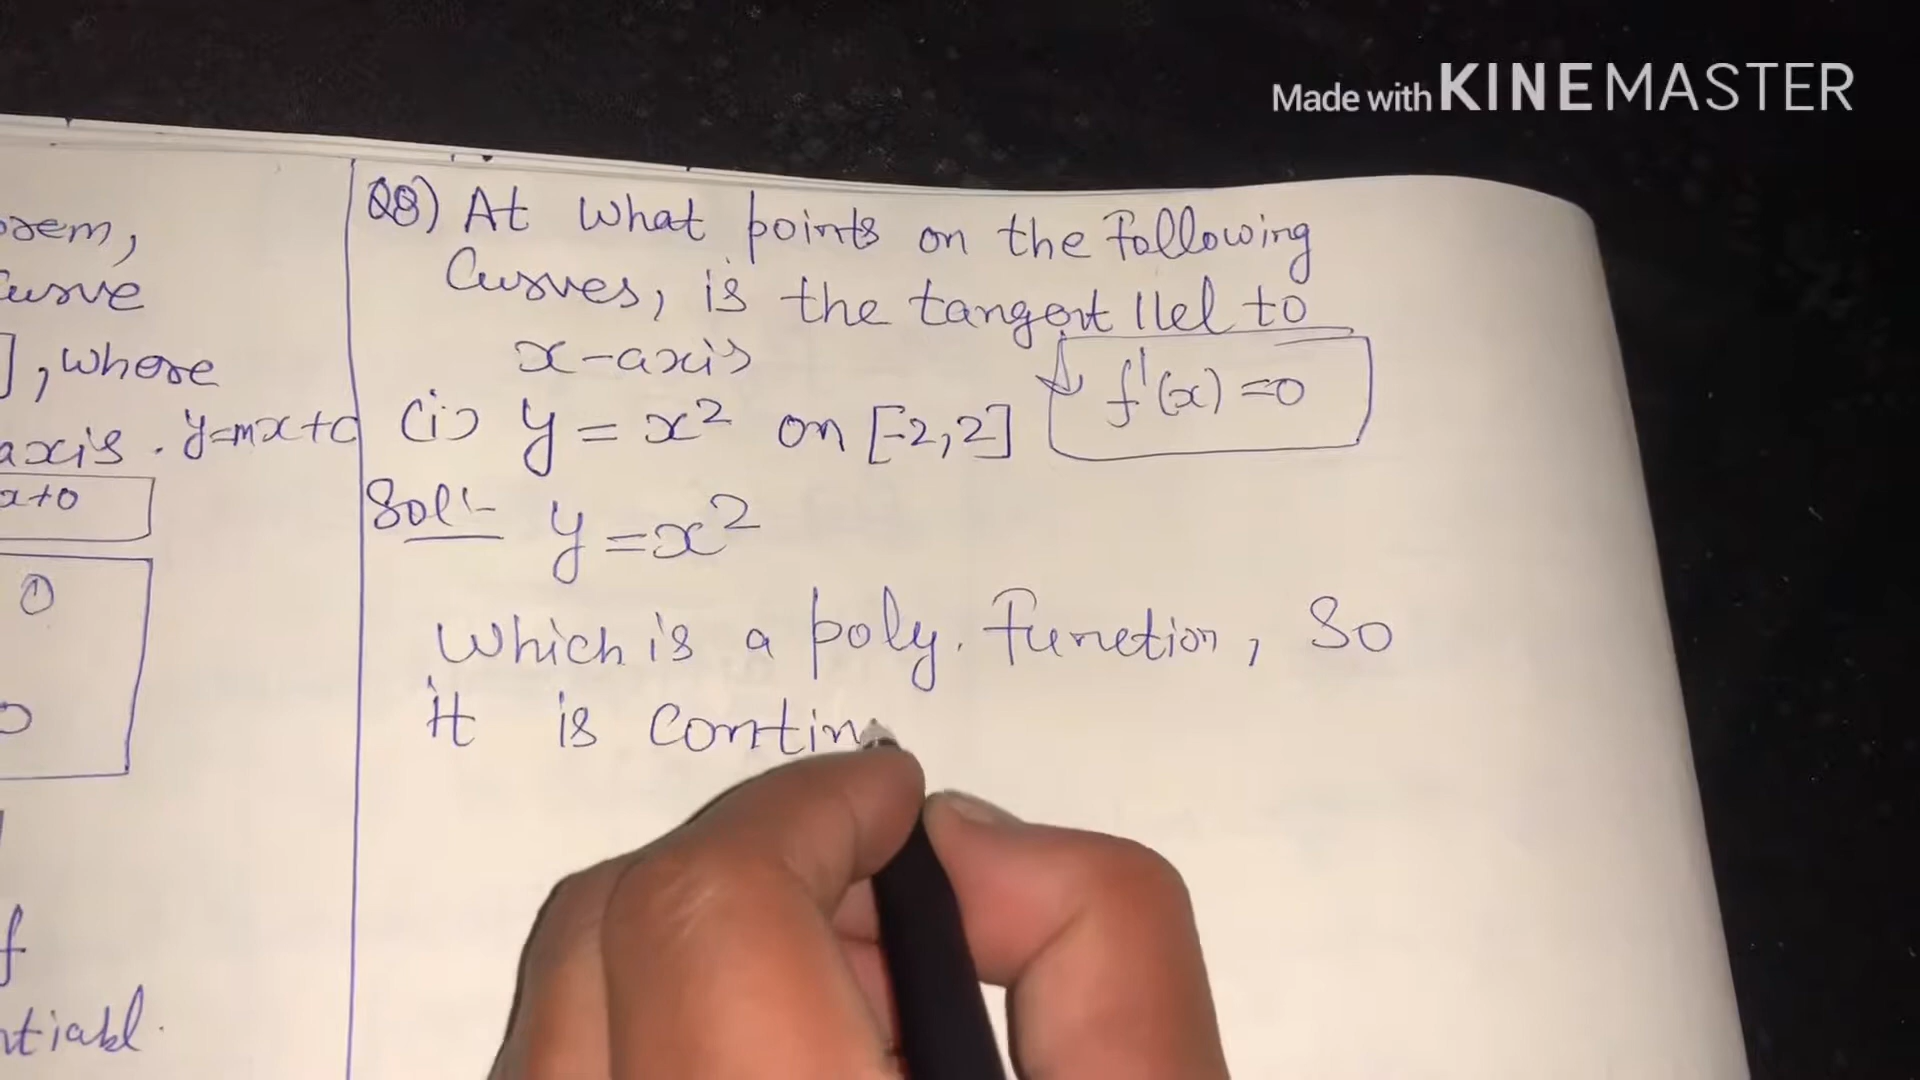 Made with KINEMASTER
orem,
Curve
], where
axis. y=mx+c
x+0
0
0
f
ntiabl.
Q8) At what points on the following
Curves, is the tangent llel to
x-axis
f'(x) =0
(i) y = x² on [-2,2]
Sol:- y = x²
Which is a poly. Function, So
it is contin